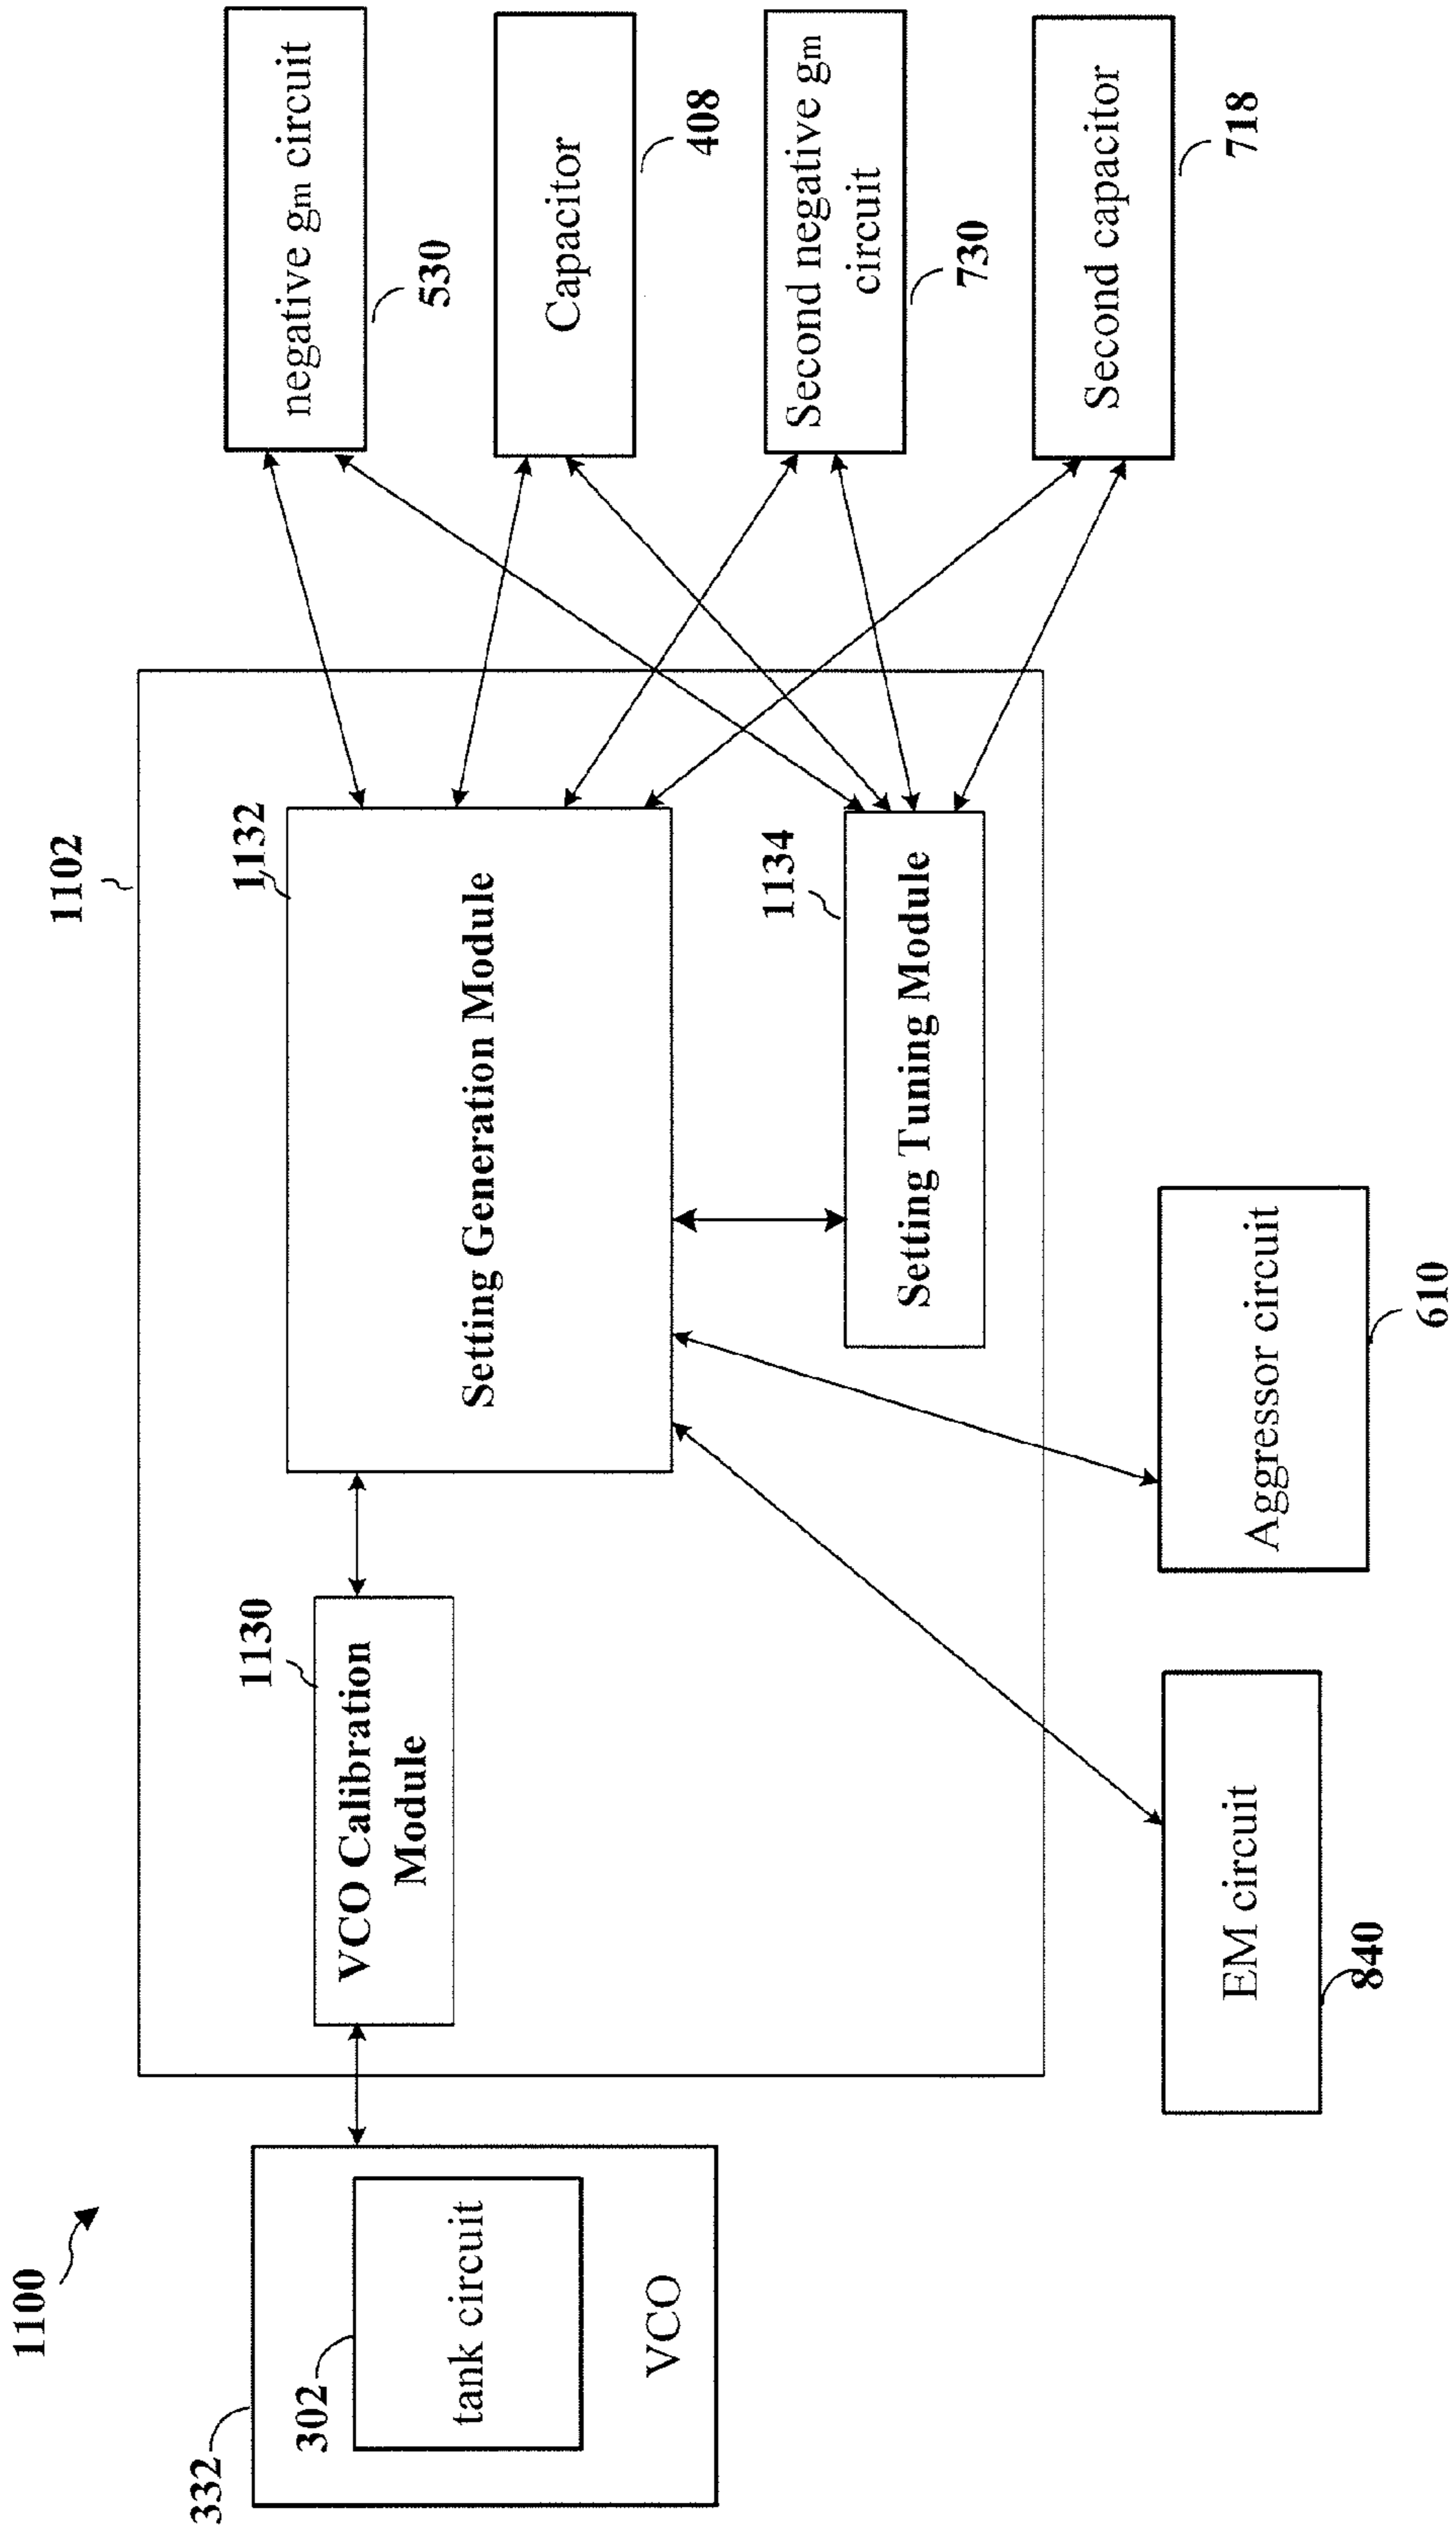 1100
332
302
tank circuit
VCO
1102
1130
VCO Calibration
Module
1132
Setting Generation Module
1134
Setting Tuning Module
negative gm circuit
530
Capacitor
408
Second negative gm
circuit
730
Second capacitor
718
EM circuit
840
Aggressor circuit
610